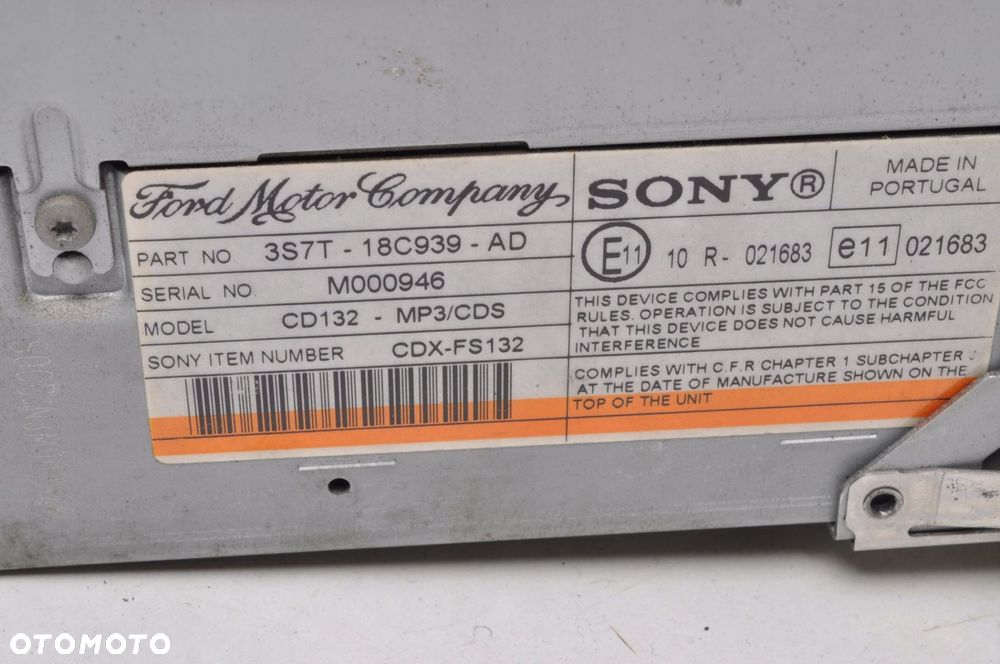 Ford Motor Company
PART NO. 3S7T - 18C939 - AD
SERIAL NO. M000946
MODEL CD132 - MP3/CDS
SONY ITEM NUMBER CDX-FS132
SONY®
MADE IN
PORTUGAL
E11 10 R- 021683 e11 021683
THIS DEVICE COMPLIES WITH PART 15 OF THE FCC
RULES. OPERATION IS SUBJECT TO THE CONDITION
THAT THIS DEVICE DOES NOT CAUSE HARMFUL
INTERFERENCE
COMPLIES WITH C.F.R CHAPTER 1 SUBCHAPTER J
AT THE DATE OF MANUFACTURE SHOWN ON THE
TOP OF THE UNIT
OTOMOTO